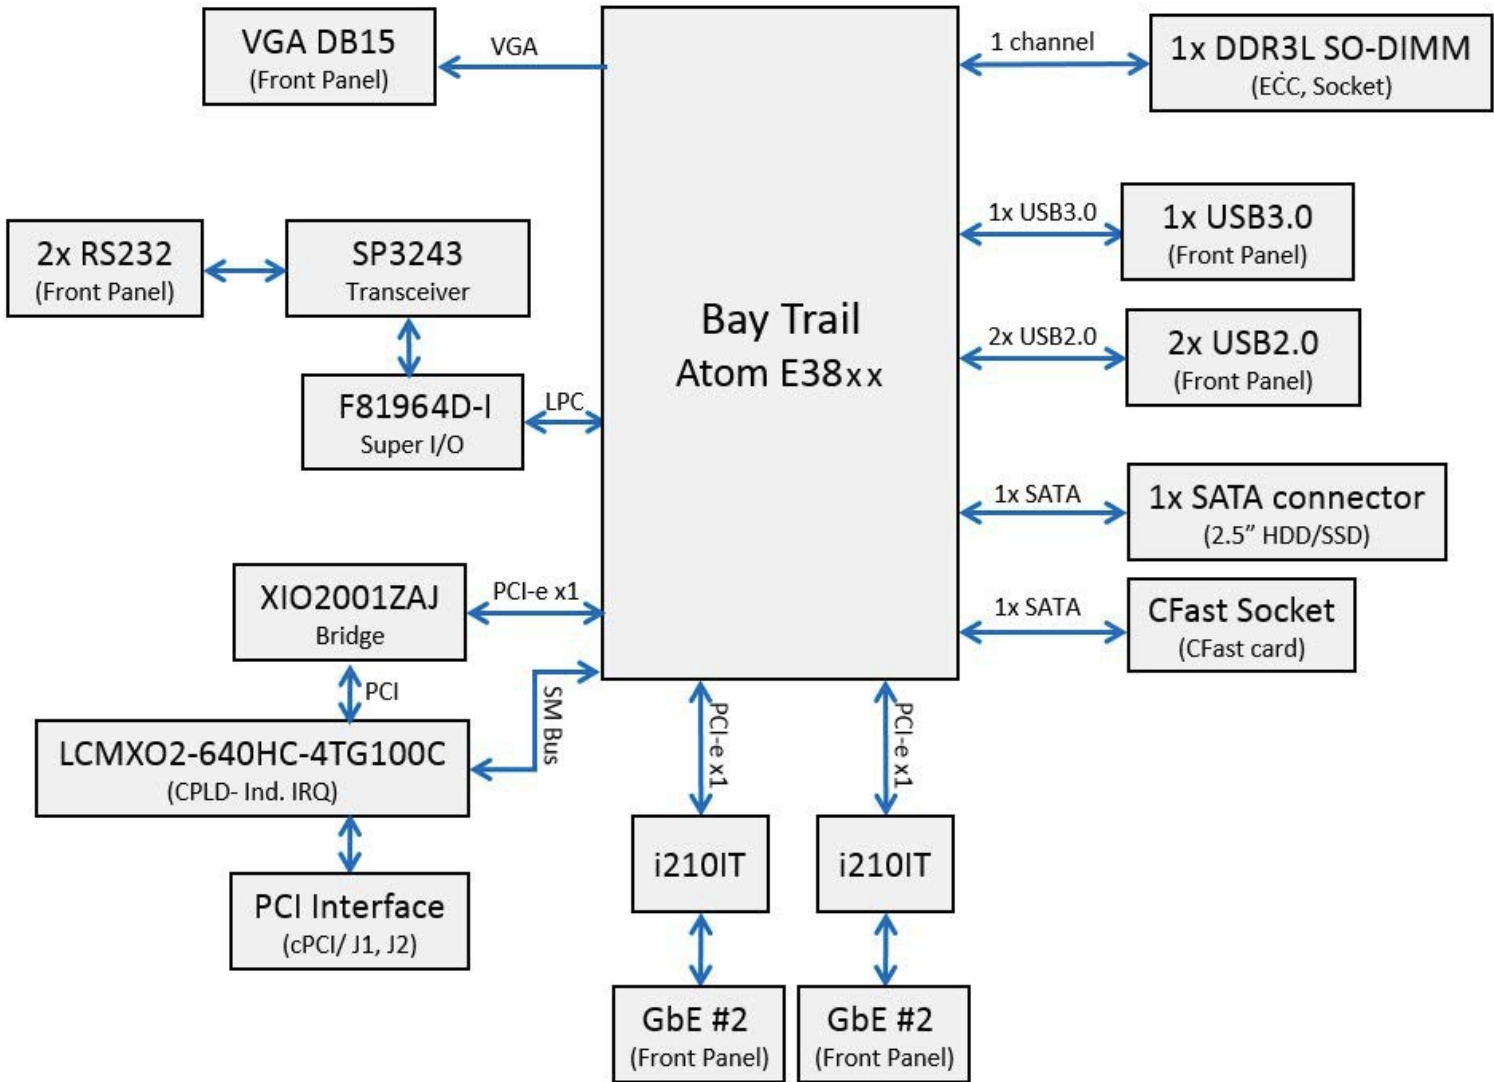 VGA DB15
(Front Panel)
VGA
1 channel
1x DDR3L SO-DIMM
(EĊC, Socket)
2x RS232
(Front Panel)
SP3243
Transceiver
F81964D-I
Super I/O
LPC
Bay Trail
Atom E38xx
1x USB3.0
1x USB3.0
(Front Panel)
2x USB2.0
2x USB2.0
(Front Panel)
1x SATA
1x SATA connector
(2.5” HDD/SSD)
1x SATA
CFast Socket
(CFast card)
XIO2001ZAJ
Bridge
PCI-e x1
PCI
SM Bus
LCMXO2-640HC-4TG100C
(CPLD- Ind. IRQ)
PCI Interface
(cPCI/ J1, J2)
PCI-e x1
PCI-e x1
i210IT
i210IT
GbE #2
(Front Panel)
GbE #2
(Front Panel)